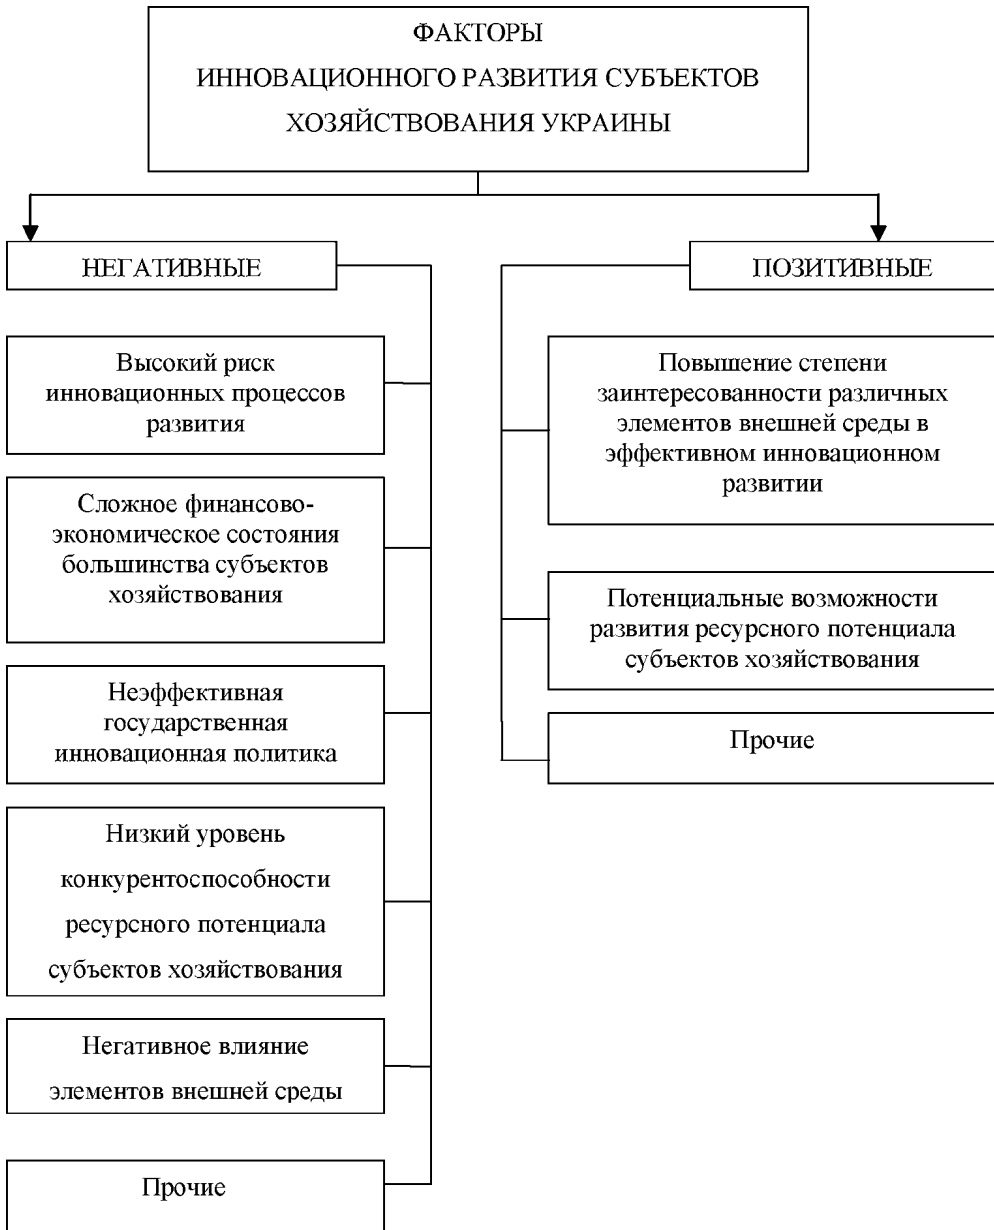 ФАКТОРЫ
ИННОВАЦИОННОГО РАЗВИТИЯ СУБЪЕКТОВ
ХОЗЯЙСТВОВАНИЯ УКРАИНЫ
НЕГАТИВНЫЕ
Высокий риск
инновационных процессов
развития
Сложное финансово-
экономическое состояния
большинства субъектов
хозяйствования
Неэффективная
государственная
инновационная политика
Низкий уровень
конкурентоспособности
ресурсного потенциала
субъектов хозяйствования
Негативное влияние
элементов внешней среды
Прочие
ПОЗИТИВНЫЕ
Повышение степени
заинтересованности различных
элементов внешней среды в
эффективном инновационном
развитии
Потенциальные возможности
развития ресурсного потенциала
субъектов хозяйствования
Прочие